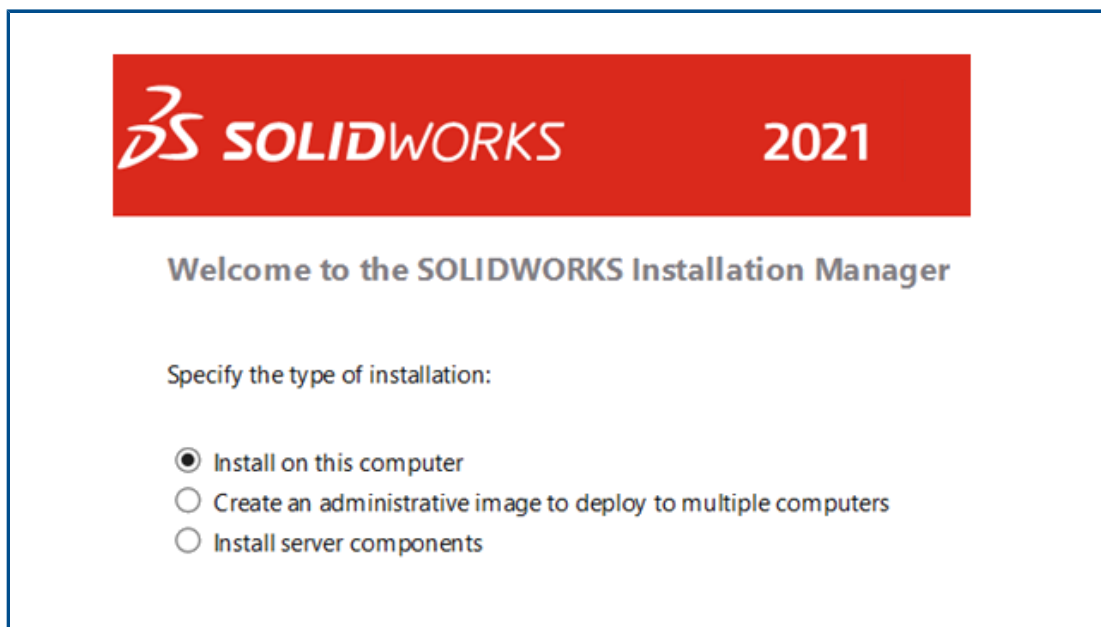 SOLIDWORKS 2021
Welcome to the SOLIDWORKS Installation Manager
Specify the type of installation:
Install on this computer
Create an administrative image to deploy to multiple computers
Install server components